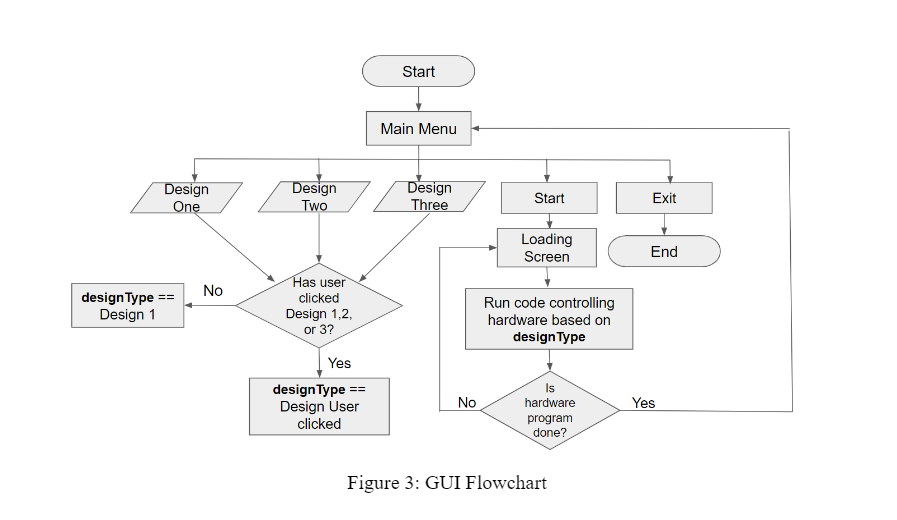 Start
Main Menu
Design
One
Design
Two
Design
Three
Start
Exit
Loading
Screen
End
Has user
clicked
Design 1,2,
or 3?
No
designType ==
Design 1
Yes
designType ==
Design User
clicked
Run code controlling
hardware based on
designType
Is
hardware
program
done?
No
Yes
Figure 3: GUI Flowchart